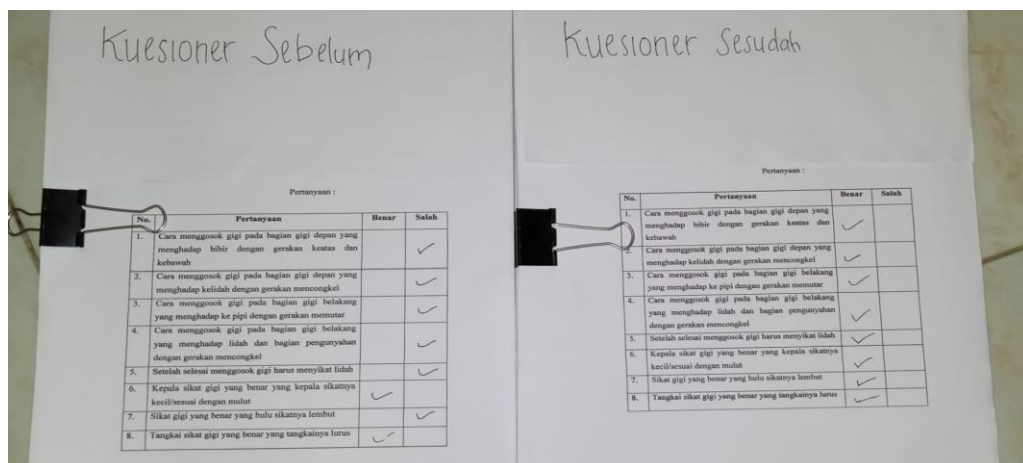 Kuesioner Sebelum
Pertanyaan :
No. Pertanyaan Benar Salah
1. Cara menggosok gigi pada bagian gigi depan yang
menghadap bibir dengan gerakan keatas dan
kebawah
2. Cara menggosok gigi pada bagian gigi depan yang
menghadap kelidah dengan gerakan mencongkel
3. Cara menggosok gigi pada bagian gigi belakang
yang menghadap ke pipi dengan gerakan memutar
4. Cara menggosok gigi pada bagian gigi belakang
yang menghadap lidah dan bagian pengunyahan
dengan gerakan mencongkel
5. Setelah selesai menggosok gigi harus menyikat lidah
6. Kepala sikat gigi yang benar yang kepala sikatnya
kecil/sesuai dengan mulut
7. Sikat gigi yang benar yang bulu sikatnya lembut
8. Tangkai sikat gigi yang benar yang tangkainya lurus
Kuesioner Sesudah
Pertanyaan :
No. Pertanyaan Benar Salah
1. Cara menggosok gigi pada bagian gigi depan yang
menghadap bibir dengan gerakan keatas dan
kebawah
2. Cara menggosok gigi pada bagian gigi depan yang
menghadap kelidah dengan gerakan mencongkel
3. Cara menggosok gigi pada bagian gigi belakang
yang menghadap ke pipi dengan gerakan memutar
4. Cara menggosok gigi pada bagian gigi belakang
yang menghadap lidah dan bagian pengunyahan
dengan gerakan mencongkel
5. Setelah selesai menggosok gigi harus menyikat lidah
6. Kepala sikat gigi yang benar yang kepala sikatnya
kecil/sesuai dengan mulut
7. Sikat gigi yang benar yang bulu sikatnya lembut
8. Tangkai sikat gigi yang benar yang tangkainya lurus